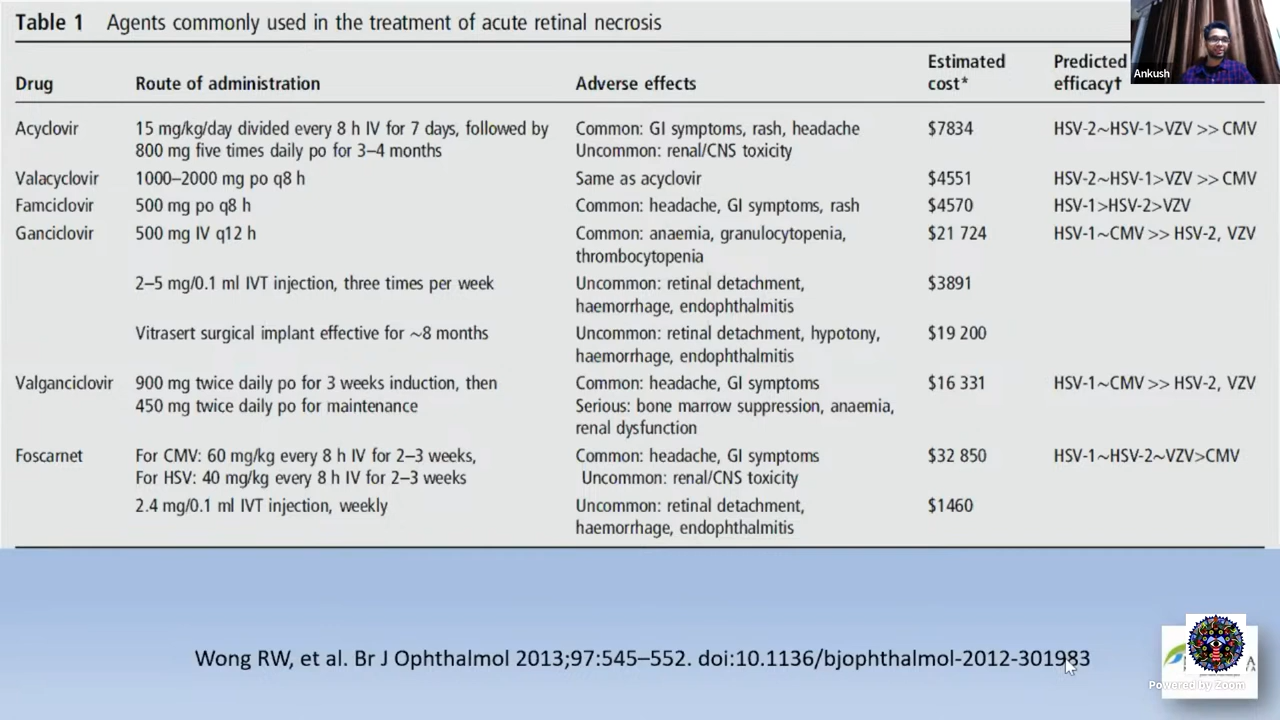 Table 1 Agents commonly used in the treatment of acute retinal necrosis
Drug Route of administration Adverse effects Estimated cost* Predicted efficacy†
Acyclovir 15 mg/kg/day divided every 8 h IV for 7 days, followed by Common: GI symptoms, rash, headache $7834 HSV-2~HSV-1>VZV >> CMV
800 mg five times daily po for 3–4 months Uncommon: renal/CNS toxicity
Valacyclovir 1000–2000 mg po q8 h Same as acyclovir $4551 HSV-2~HSV-1>VZV >> CMV
Famciclovir 500 mg po q8 h Common: headache, GI symptoms, rash $4570 HSV-1>HSV-2>VZV
Ganciclovir 500 mg IV q12 h Common: anaemia, granulocytopenia, $21 724 HSV-1~CMV >> HSV-2, VZV
thrombocytopenia
2–5 mg/0.1 ml IVT injection, three times per week Uncommon: retinal detachment, $3891
haemorrhage, endophthalmitis
Vitrasert surgical implant effective for ~8 months Uncommon: retinal detachment, hypotony, $19 200
haemorrhage, endophthalmitis
Valganciclovir 900 mg twice daily po for 3 weeks induction, then Common: headache, GI symptoms $16 331 HSV-1~CMV >> HSV-2, VZV
450 mg twice daily po for maintenance Serious: bone marrow suppression, anaemia,
renal dysfunction
Foscarnet For CMV: 60 mg/kg every 8 h IV for 2–3 weeks, Common: headache, GI symptoms $32 850 HSV-1~HSV-2~VZV>CMV
For HSV: 40 mg/kg every 8 h IV for 2–3 weeks Uncommon: renal/CNS toxicity
2.4 mg/0.1 ml IVT injection, weekly Uncommon: retinal detachment, $1460
haemorrhage, endophthalmitis
Ankush
Wong RW, et al. Br J Ophthalmol 2013;97:545–552. doi:10.1136/bjophthalmol-2012-301983
Powered by Zoom